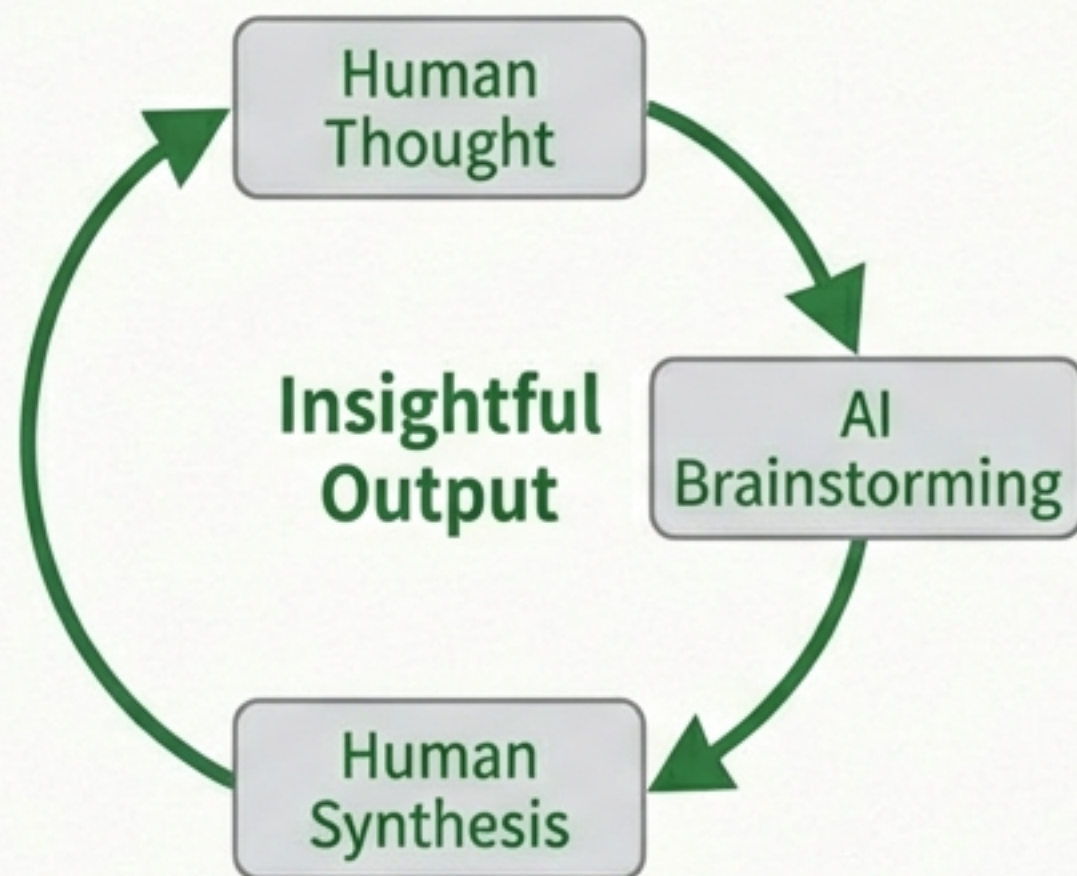 Human
Thought
Insightful
Output
AI
Brainstorming
Human
Synthesis